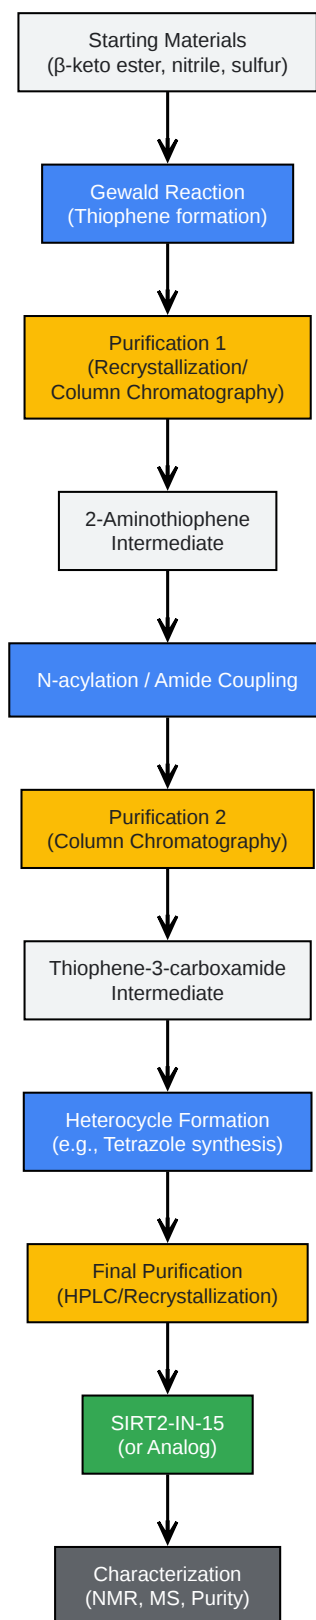 Starting Materials
(β-keto ester, nitrile, sulfur)
Gewald Reaction
(Thiophene formation)
Purification 1
(Recrystallization/
Column Chromatography)
2-Aminothiophene
Intermediate
N-acylation / Amide Coupling
Purification 2
(Column Chromatography)
Thiophene-3-carboxamide
Intermediate
Heterocycle Formation
(e.g., Tetrazole synthesis)
Final Purification
(HPLC/Recrystallization)
SIRT2-IN-15
(or Analog)
Characterization
(NMR, MS, Purity)